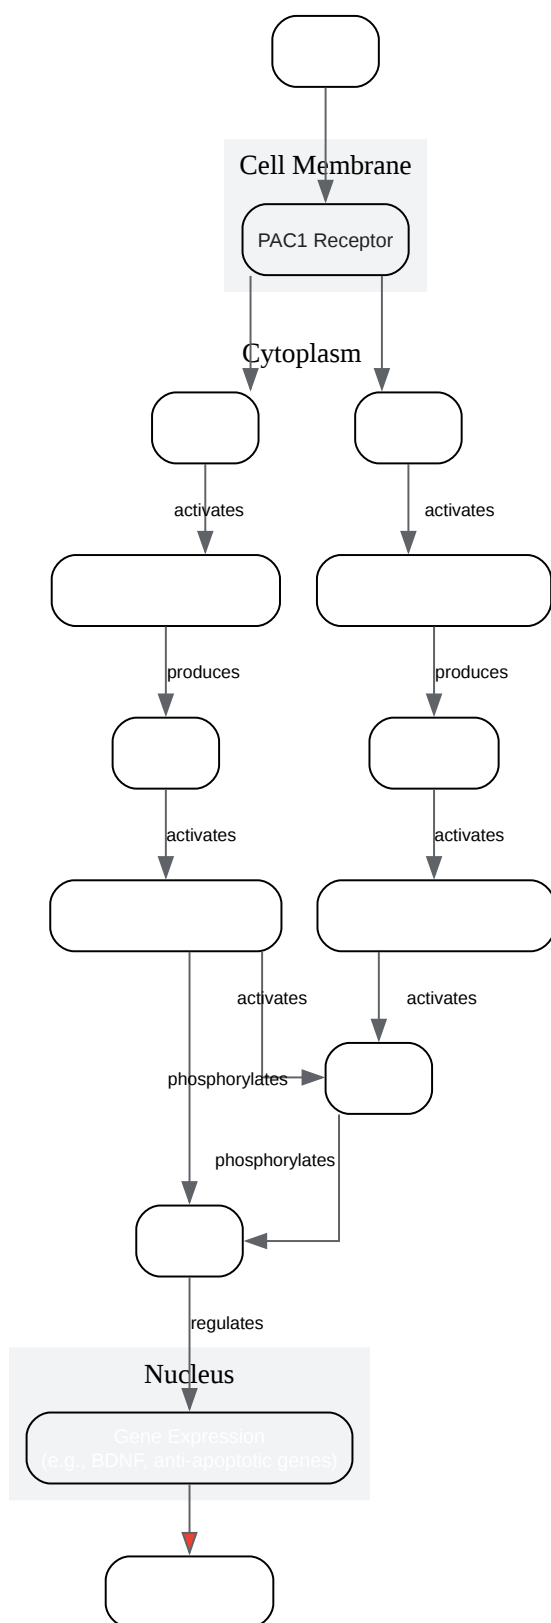 Cell Membrane
PAC1 Receptor
Cytoplasm
activates
activates
produces
produces
activates
activates
activates
activates
phosphorylates
phosphorylates
regulates
Nucleus
Gene Expression
(e.g., BDNF, anti-apoptotic genes)